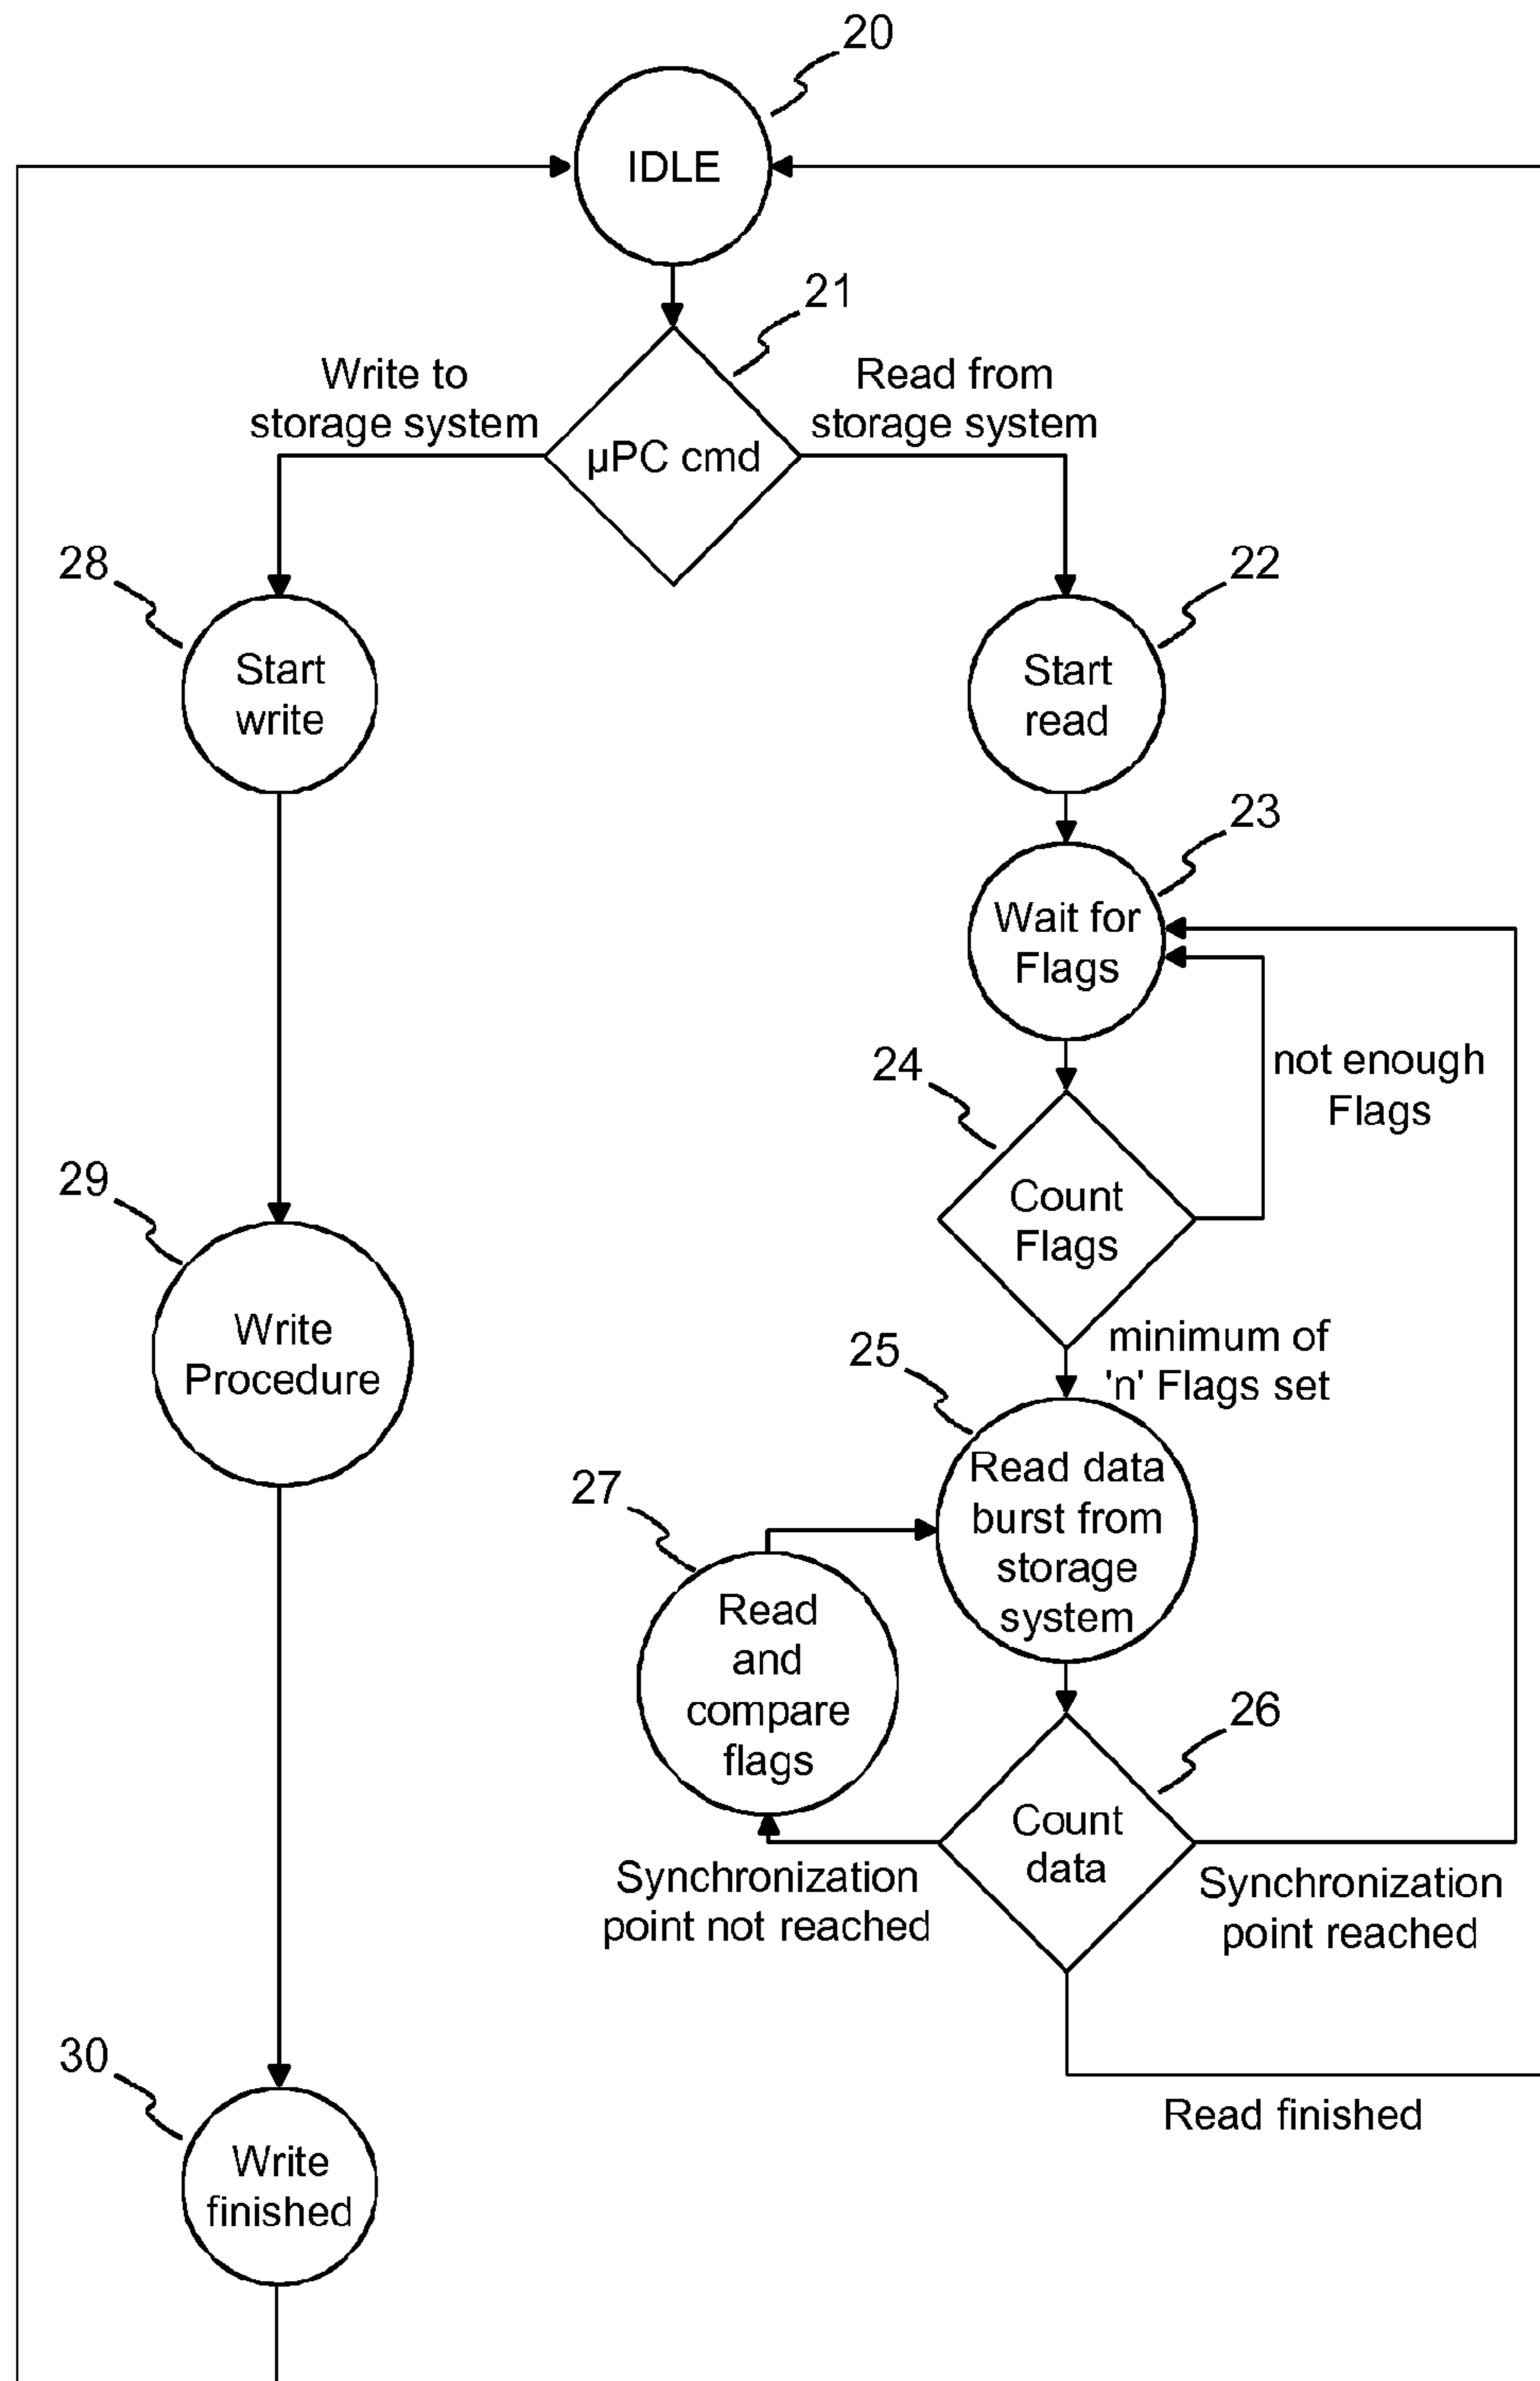 20
IDLE
21
Write to
storage system
Read from
storage system
µPC cmd
28
22
Start
write
Start
read
23
Wait for
Flags
24
not enough
Flags
29
Count
Flags
Write
Procedure
minimum of
'n' Flags set
25
Read data
burst from
storage
system
27
Read
and
compare
flags
26
Count
data
Synchronization
point not reached
Synchronization
point reached
30
Read finished
Write
finished